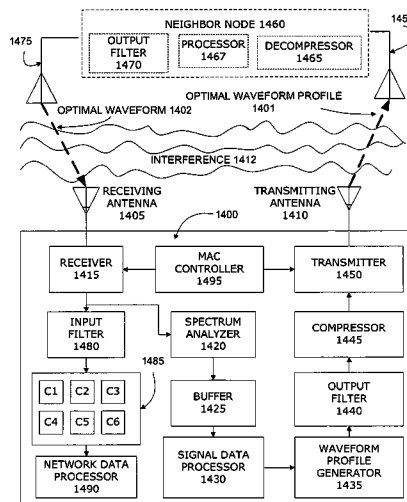 NEIGHBOR NODE 1460
1475
145
OUTPUT
FILTER
1470
PROCESSOR
1467
DECOMPRESSOR
1465
OPTIMAL WAVEFORM 1402
OPTIMAL WAVEFORM PROFILE
1401
INTERFERENCE 1412
RECEIVING
ANTENNA
1405
TRANSMITTING
ANTENNA
1410
1400
RECEIVER
1415
MAC
CONTROLLER
1495
TRANSMITTER
1450
INPUT
FILTER
1480
SPECTRUM
ANALYZER
1420
COMPRESSOR
1445
1485
C1 C2 C3
C4 C5 C6
BUFFER
1425
OUTPUT
FILTER
1440
NETWORK DATA
PROCESSOR
1490
SIGNAL DATA
PROCESSOR
1430
WAVEFORM
PROFILE
GENERATOR
1435